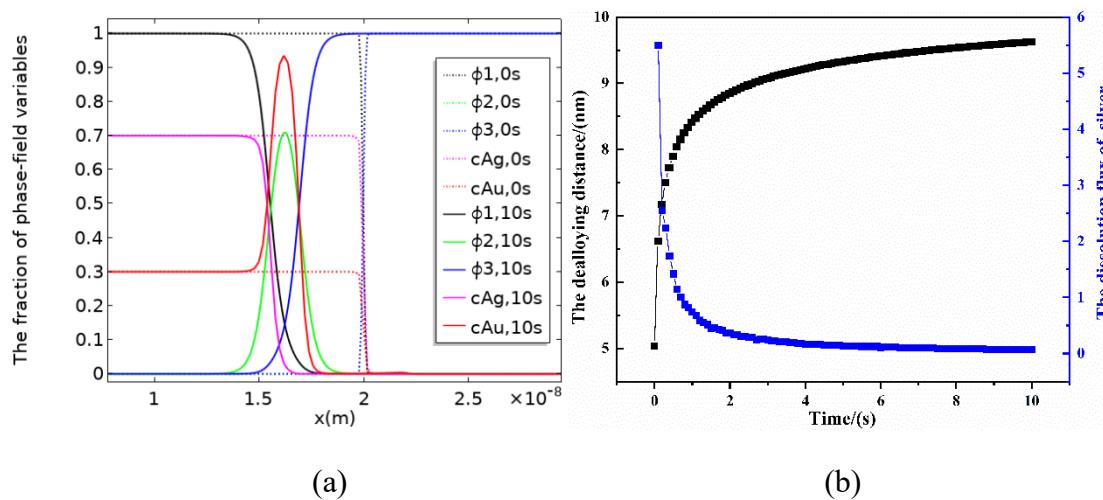 The fraction of phase-field variables
1
0.9
0.8
0.7
0.6
0.5
0.4
0.3
0.2
0.1
0
ϕ1,0s
ϕ2,0s
ϕ3,0s
cAg,0s
cAu,0s
ϕ1,10s
ϕ2,10s
ϕ3,10s
cAg,10s
cAu,10s
1 1.5 2 2.5 ×10⁻⁸
x(m)
(a)
The dealloying distance/(nm)
10
9
8
7
6
5
0 2 4 6 8 10
Time/(s)
6
5
4
3
2
1
0
The dissolution flux of silver
(b)